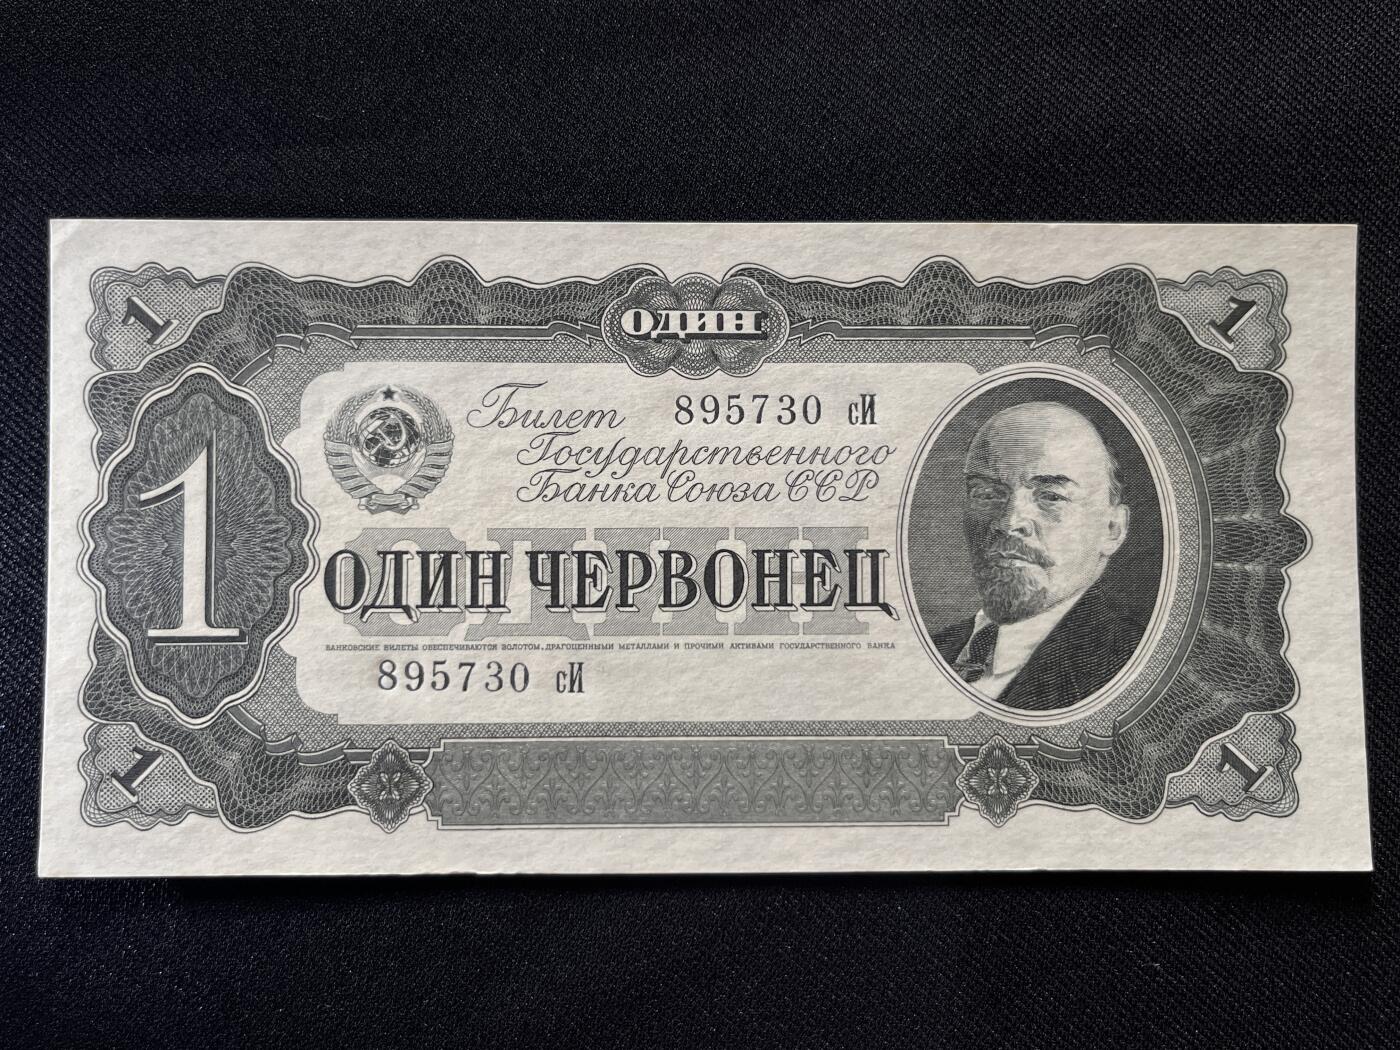 1
ОДИН
1
Билет 895730 сИ
Государственного
Банка Союза ССР
1
ОДИН
ОДИН ЧЕРВОНЕЦ
БАНКОВСКИЕ БИЛЕТЫ ОБЕСПЕЧИВАЮТСЯ ЗОЛОТОМ, ДРАГОЦЕННЫМИ МЕТАЛЛАМИ И ПРОЧИМИ АКТИВАМИ ГОСУДАРСТВЕННОГО БАНКА
895730 сИ
1
1